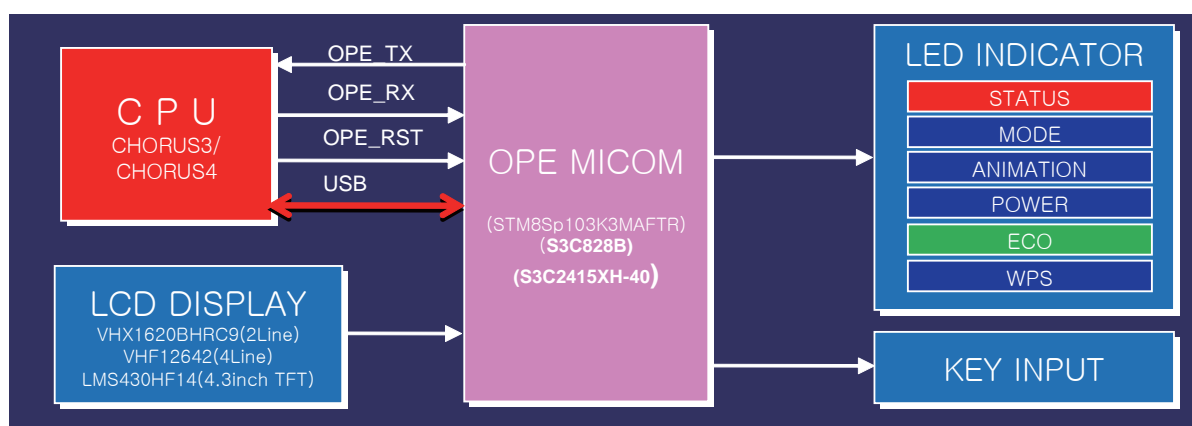 C P U
CHORUS3/
CHORUS4
OPE_TX
OPE_RX
OPE_RST
USB
OPE MICOM
(STM8Sp103K3MAFTR)
(S3C828B)
(S3C2415XH-40)
LED INDICATOR
STATUS
MODE
ANIMATION
POWER
ECO
WPS
LCD DISPLAY
VHX1620BHRC9(2Line)
VHF12642(4Line)
LMS430HF14(4.3inch TFT)
KEY INPUT